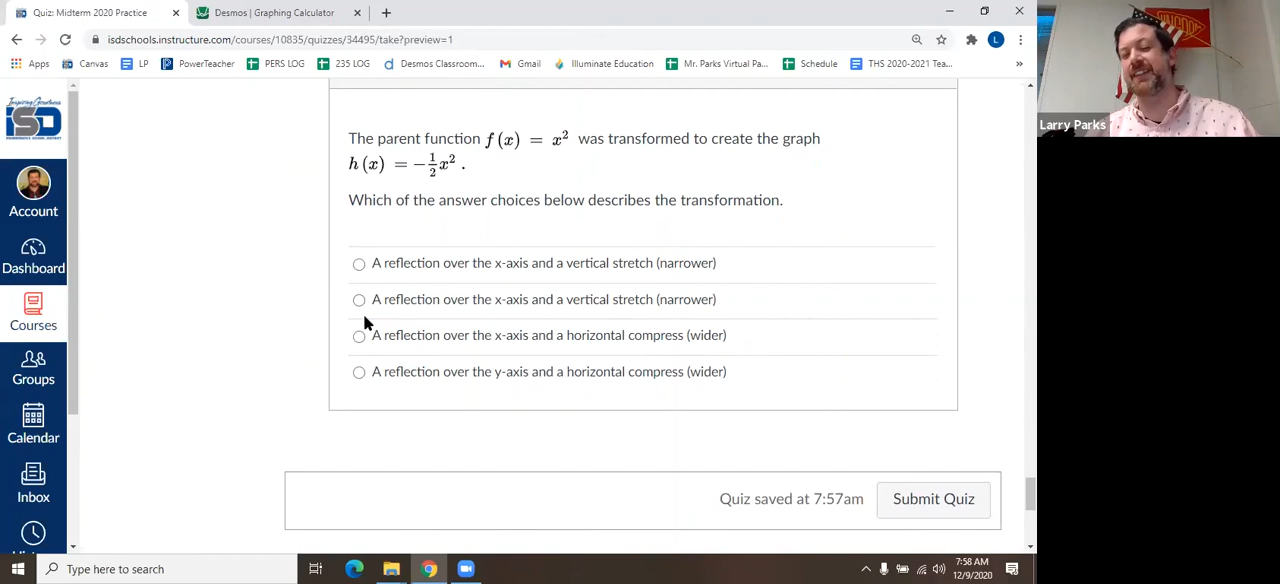 Quiz: Midterm 2020 Practice
Desmos | Graphing Calculator
isdschools.instructure.com/courses/10835/quizzes/34495/take?preview=1
L
Apps Canvas LP PowerTeacher PERS LOG 235 LOG Desmos Classroom... Gmail Illuminate Education Mr. Parks Virtual Pa... Schedule THS 2020-2021 Tea... »
iSD
Account
Dashboard
Courses
Groups
Calendar
Inbox
The parent function f(x) = x² was transformed to create the graph
h(x) = −½x².
Which of the answer choices below describes the transformation.
A reflection over the x-axis and a vertical stretch (narrower)
A reflection over the x-axis and a vertical stretch (narrower)
A reflection over the x-axis and a horizontal compress (wider)
A reflection over the y-axis and a horizontal compress (wider)
Quiz saved at 7:57am
Submit Quiz
KINGDOM
Larry Parks
Type here to search
7:58 AM
12/9/2020